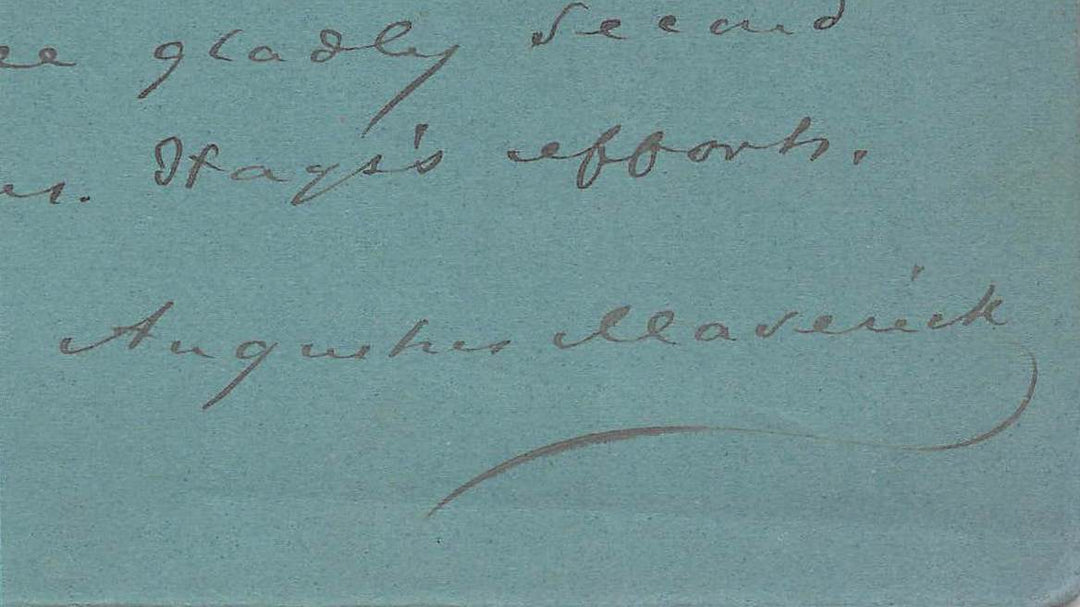 gladly second
Hays's efforts.
Augustus Maverick